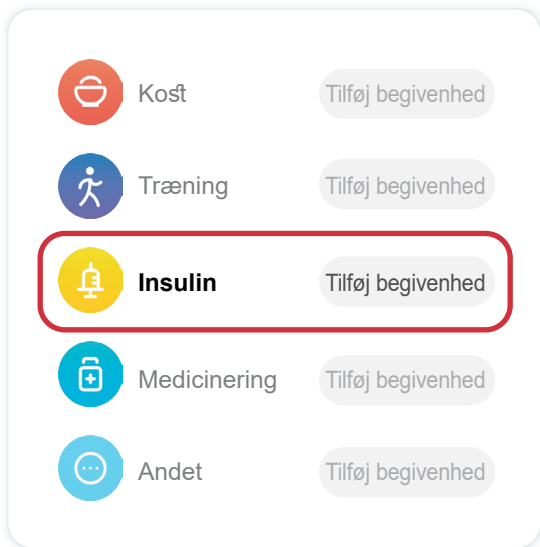 Kost Tilføj begivenhed
Træning Tilføj begivenhed
Insulin Tilføj begivenhed
Medicinering Tilføj begivenhed
Andet Tilføj begivenhed